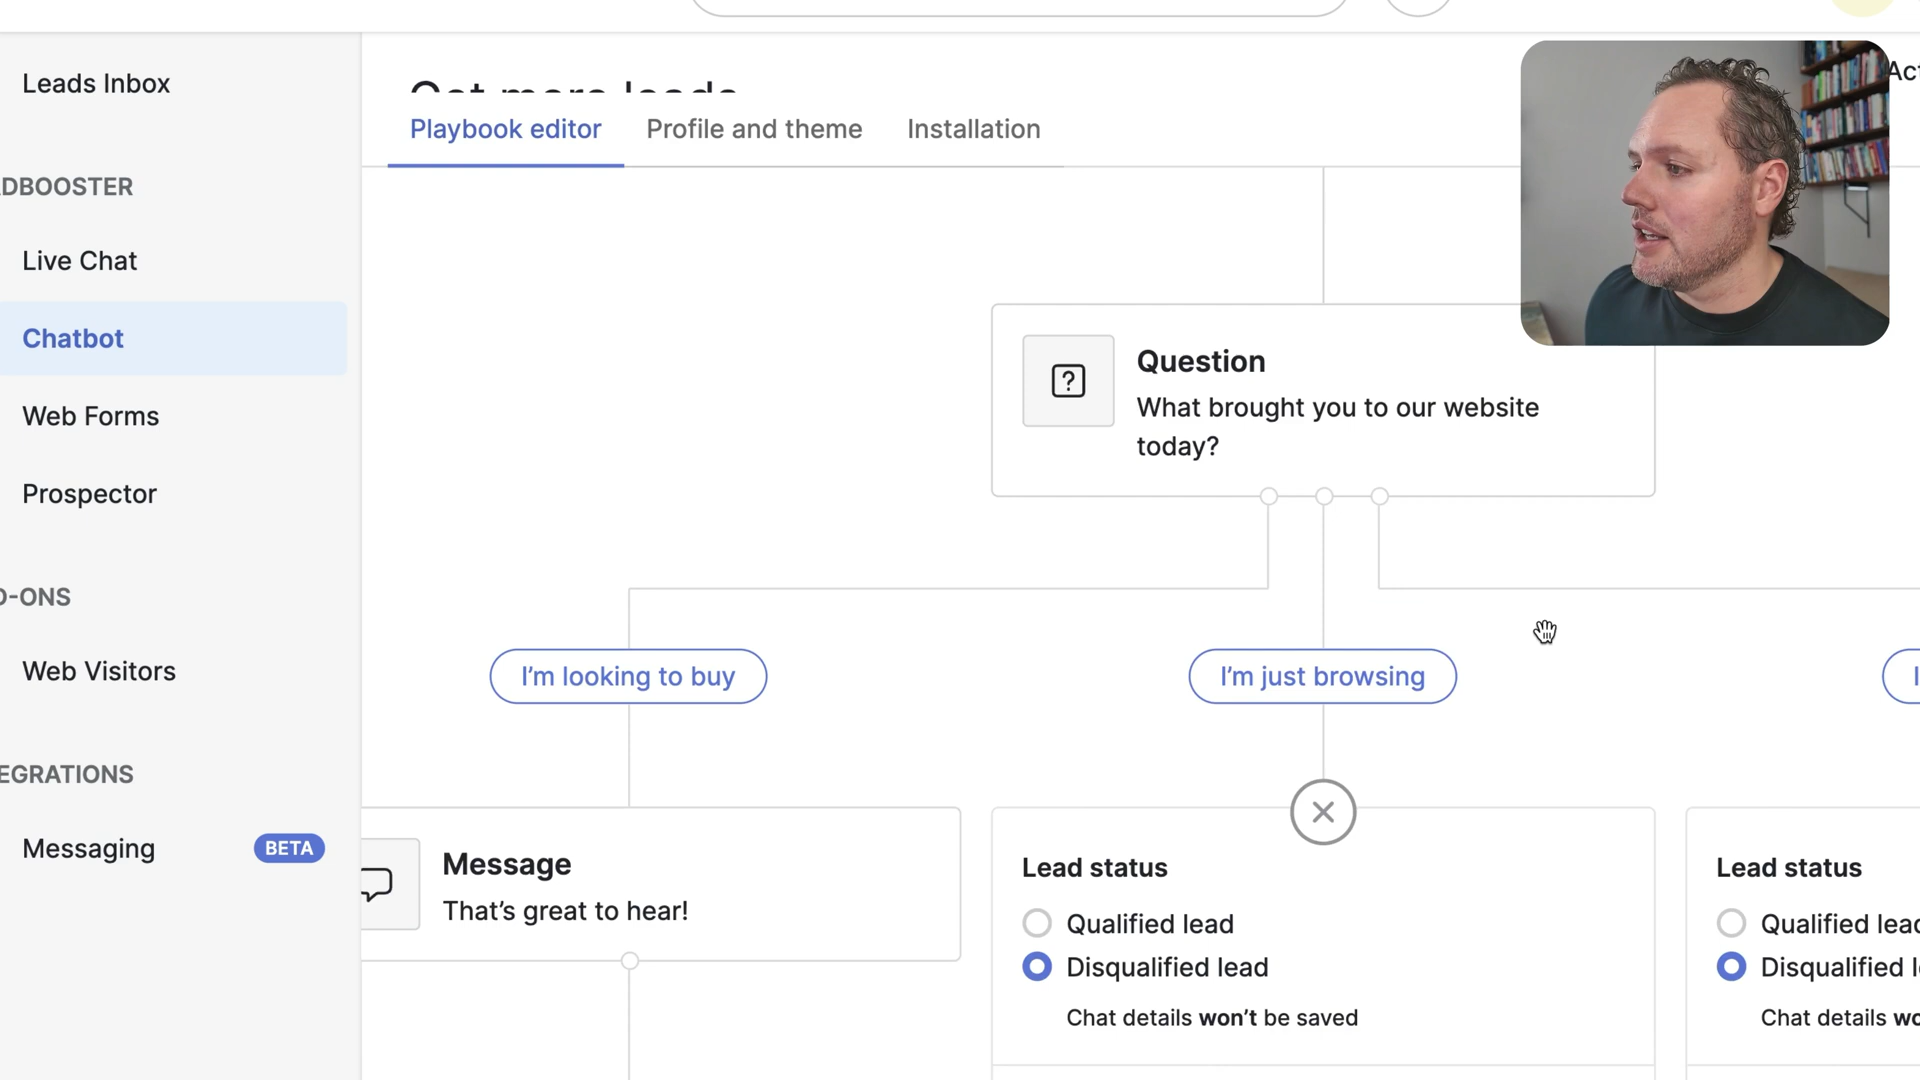 Leads Inbox
DBOOSTER
Live Chat
Chatbot
Web Forms
Prospector
D-ONS
Web Visitors
EGRATIONS
Messaging
BETA
Get more leads
Playbook editor
Profile and theme
Installation
Act
Question
What brought you to our website
today?
I’m looking to buy
I’m just browsing
I
Message
That’s great to hear!
Lead status
Qualified lead
Disqualified lead
Chat details won’t be saved
Lead status
Qualified lead
Disqualified l
Chat details wo